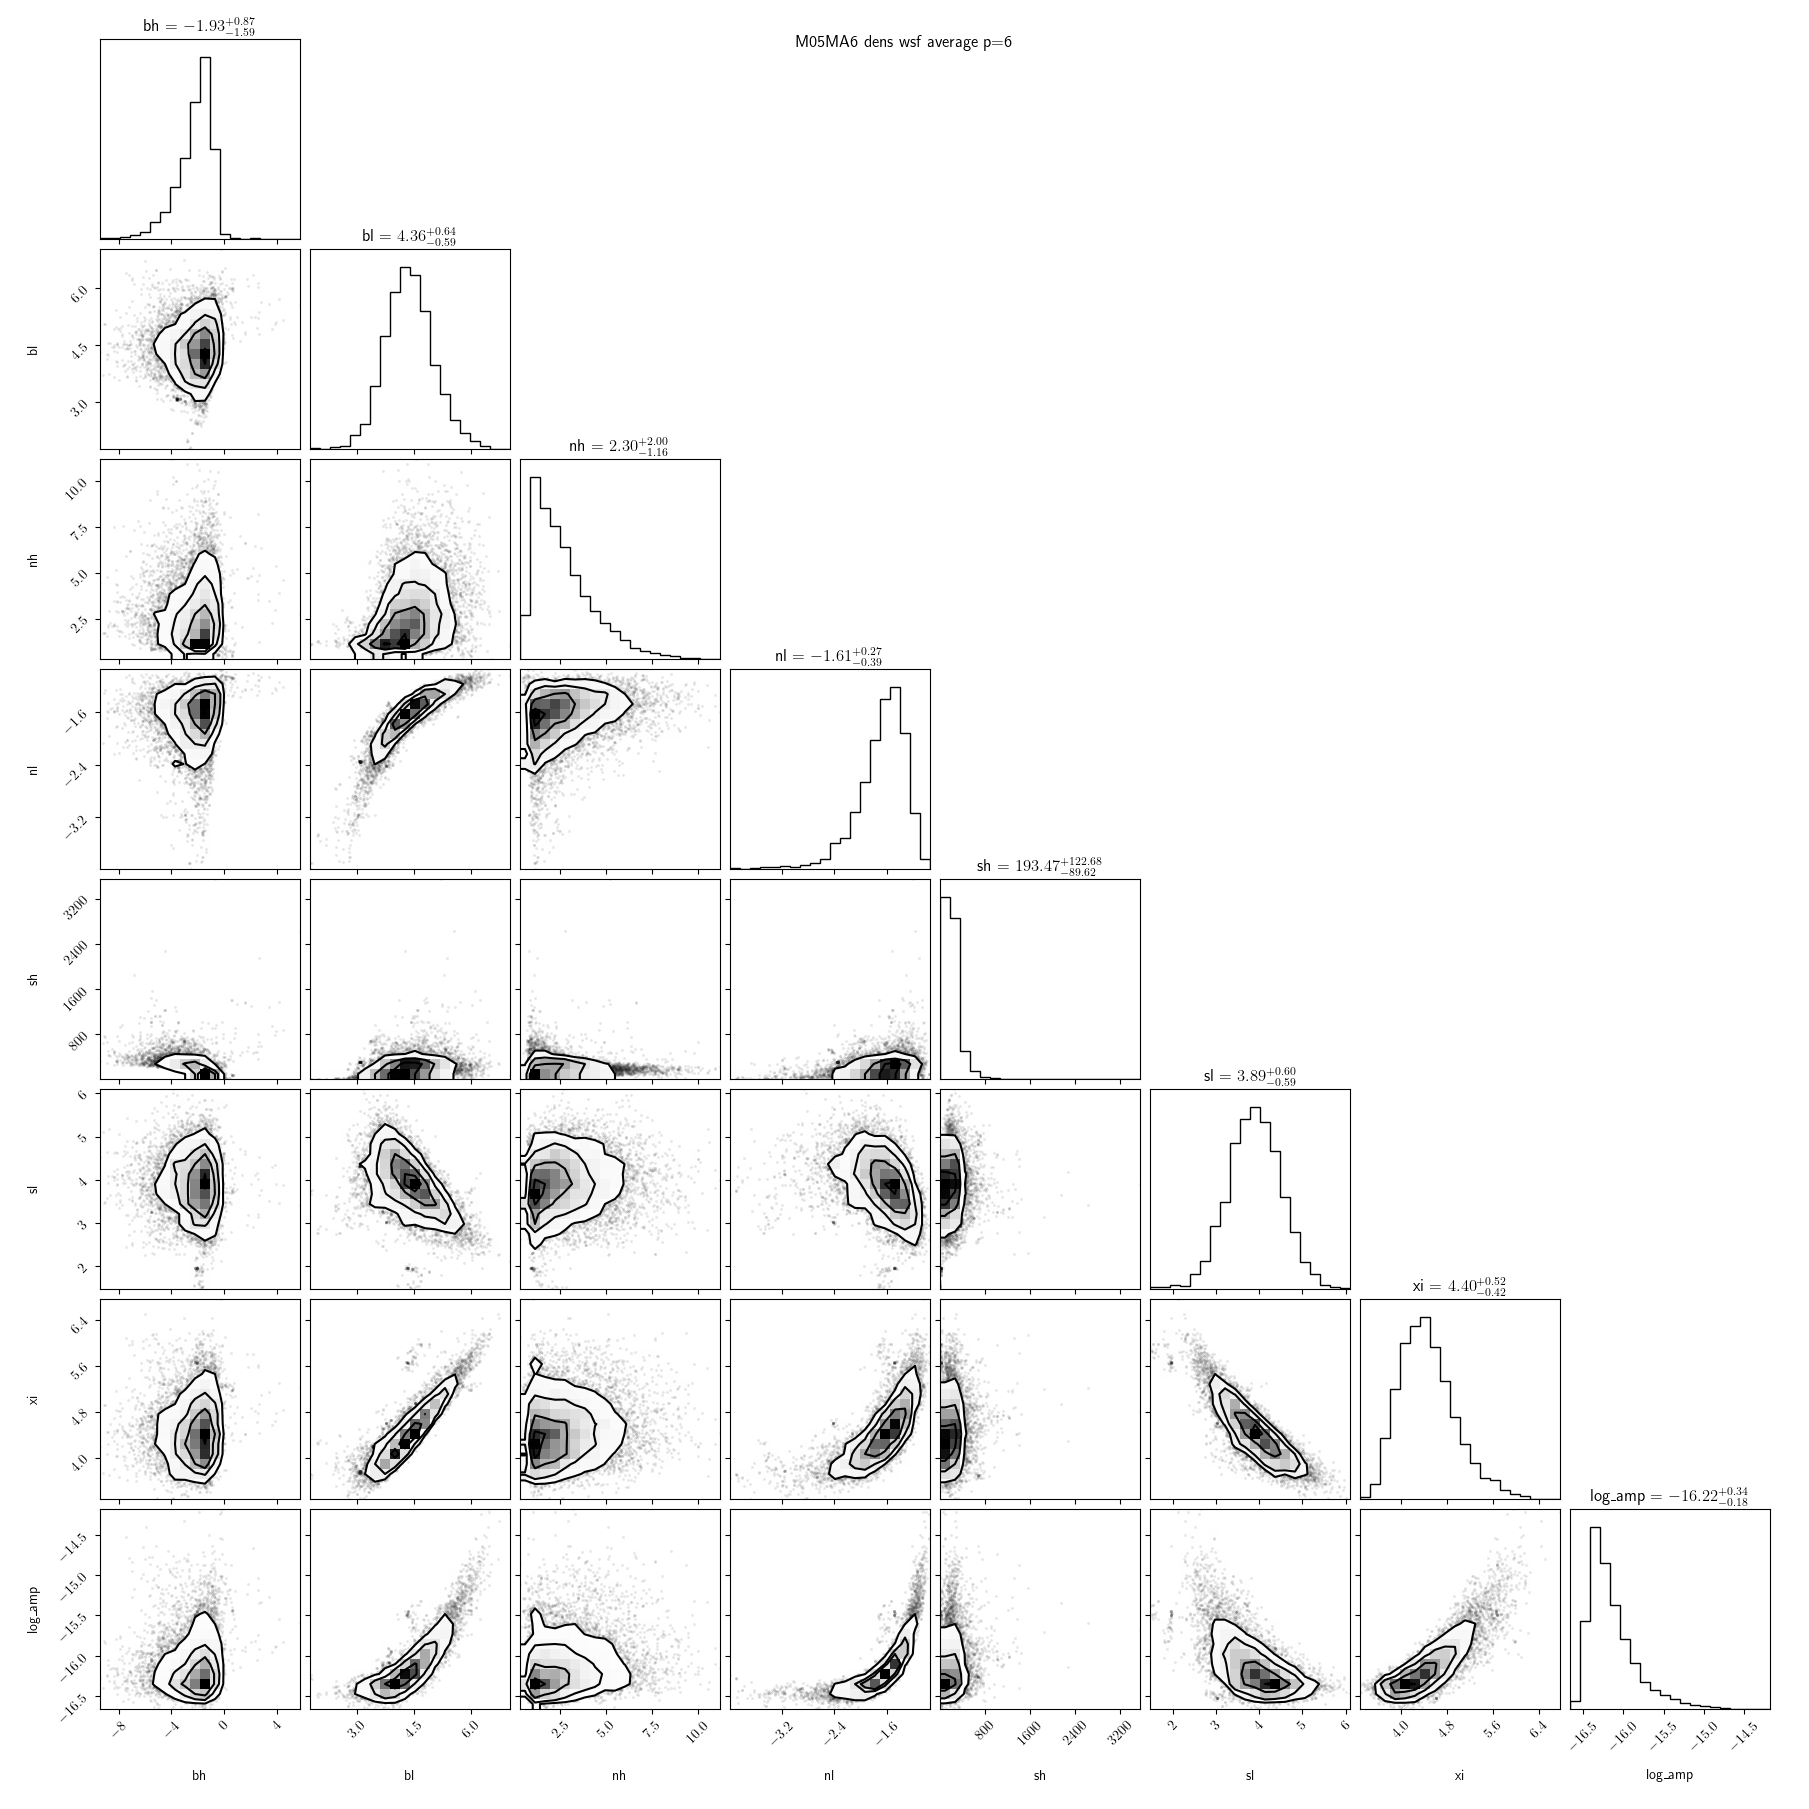 bh = −1.93+0.87−1.59
M05MA6 dens wsf average p=6
bl = 4.36+0.64−0.59
bl
6.0
4.5
3.0
nh = 2.30+2.00−1.16
nh
10.0
7.5
5.0
2.5
nl = −1.61+0.27−0.39
nl
−1.6
−2.4
−3.2
sh = 193.47+122.68−89.62
sh
3200
2400
1600
800
sl = 3.89+0.60−0.59
sl
6
5
4
3
2
xi = 4.40+0.52−0.42
xi
6.4
5.6
4.8
4.0
log_amp = −16.22+0.34−0.18
log_amp
−14.5
−15.0
−15.5
−16.0
−16.5
−8 −4 0 4 3.0 4.5 6.0 2.5 5.0 7.5 10.0 −3.2 −2.4 −1.6 800 1600 2400 3200 2 3 4 5 6 4.0 4.8 5.6 6.4 −16.5 −16.0 −15.5 −15.0 −14.5
bh bl nh nl sh sl xi log_amp